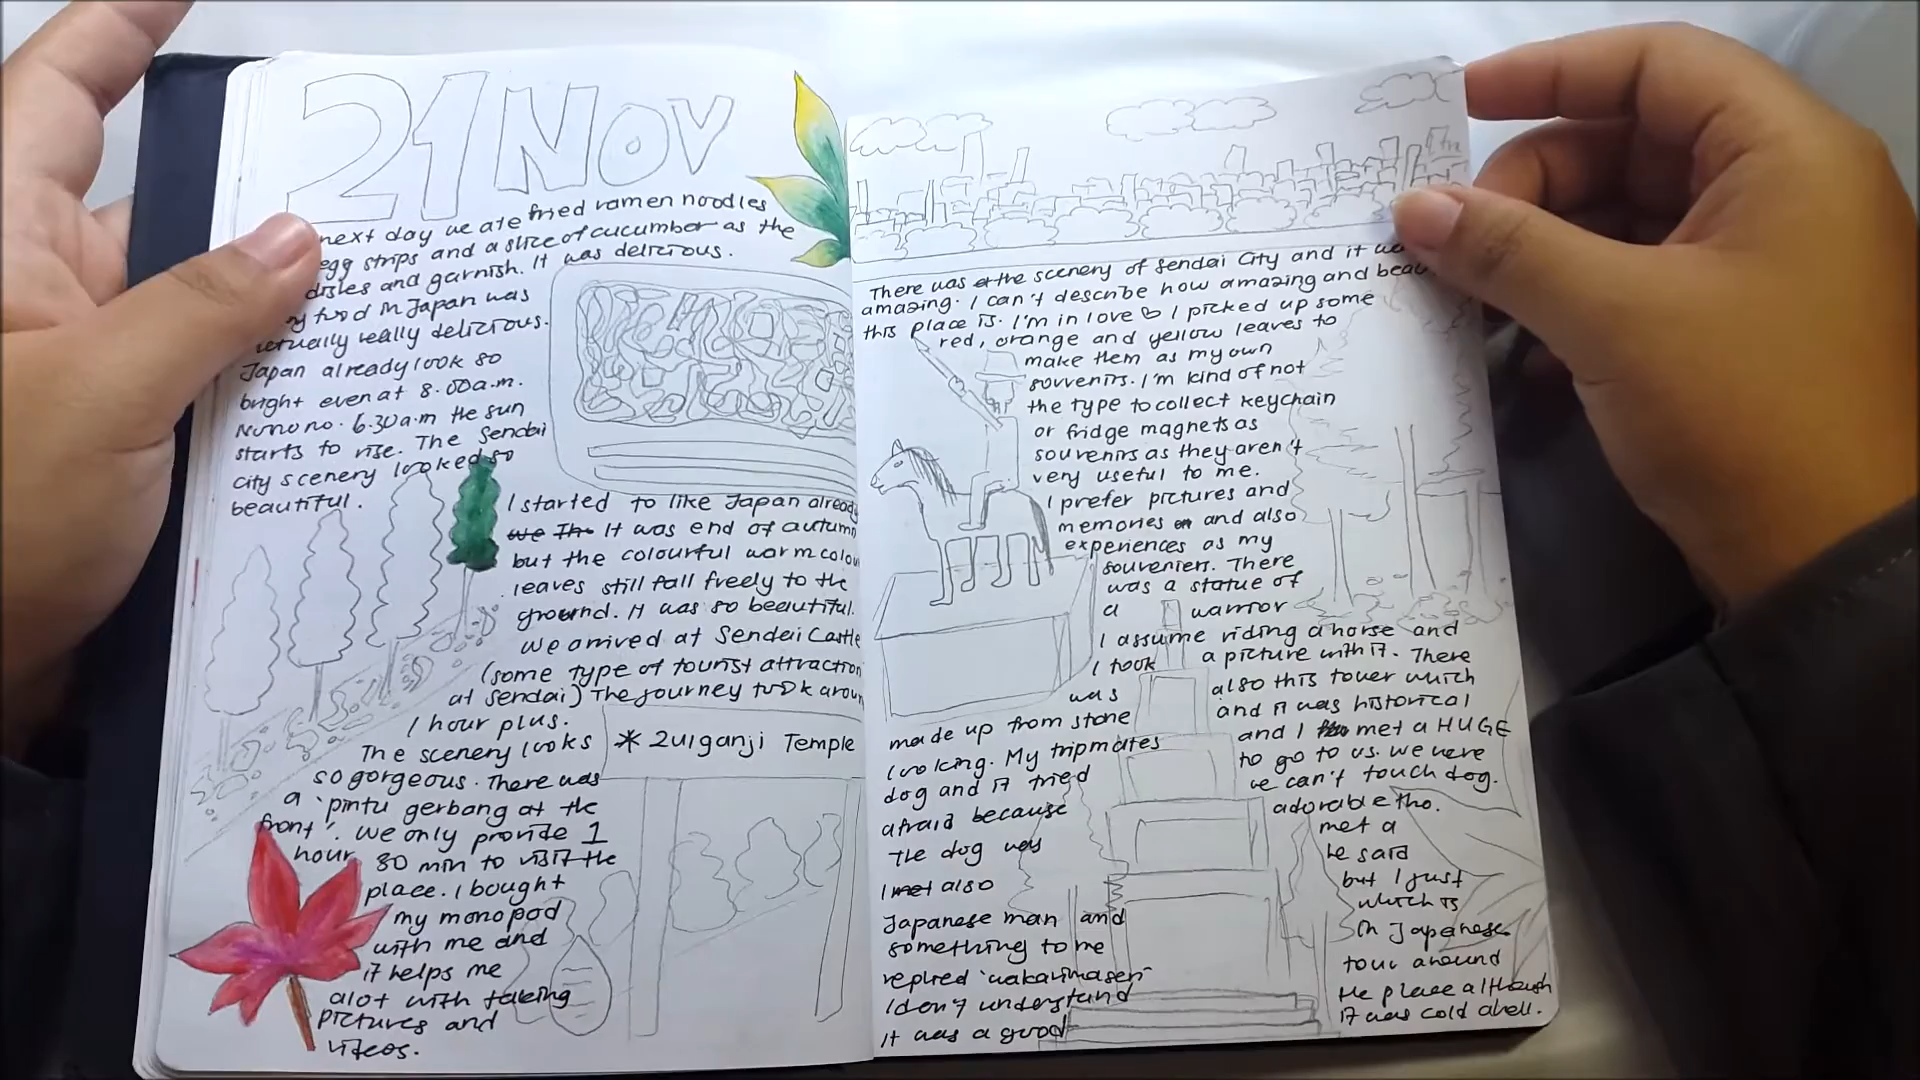 21 NOV
next day we ate fried ramen noodles
egg strips and a slice of cucumber as the
and garnish. It was delicious.
food in Japan was
really delicious.
Japan already look so
bright even at 8.00a.m.
No no no. 6.30a.m the sun
starts to rise. The Sendai
city scenery looked so
beautiful.
I started to like Japan already
It was end of autumn
but the colourful warm colou
leaves still fall freely to the
ground. It was so beautiful.
we arrived at Sendai Castle
(some type of tourist attraction
at Sendai) The journey took aroun
1 hour plus.
The scenery looks
so gorgeous. There was
a 'pintu gerbang at the
front'. we only provide 1
hour 30 min to visit the
place. I bought
my monopod
with me and
it helps me
alot with taking
pictures and
videos.
* Zuiganji Temple
There was the scenery of Sendai City and it wa
amazing. I can't describe how amazing and beau
this place is. I'm in love ♡ I picked up some
red, orange and yellow leaves to
make them as my own
souvenirs. I'm kind of not
the type to collect keychain
or fridge magnets as
souvenirs as they aren't
very useful to me.
I prefer pictures and
memories and also
experiences as my
souveniers. There
was a statue of
a warrior
I assume riding a horse and
I took a picture with it. There
was also this tower which
made up from stone and it was historical
looking. My tripmates and I met a HUGE
dog and it tried to go to us. we were
afraid because we can't touch dog.
The dog was adorable tho.
I also met a
Japanese man and he said
something to me but I just
replied 'wakarimasen' which is
I don't understand in Japanese.
It was a good tour around
the place although
it was cold ahell.